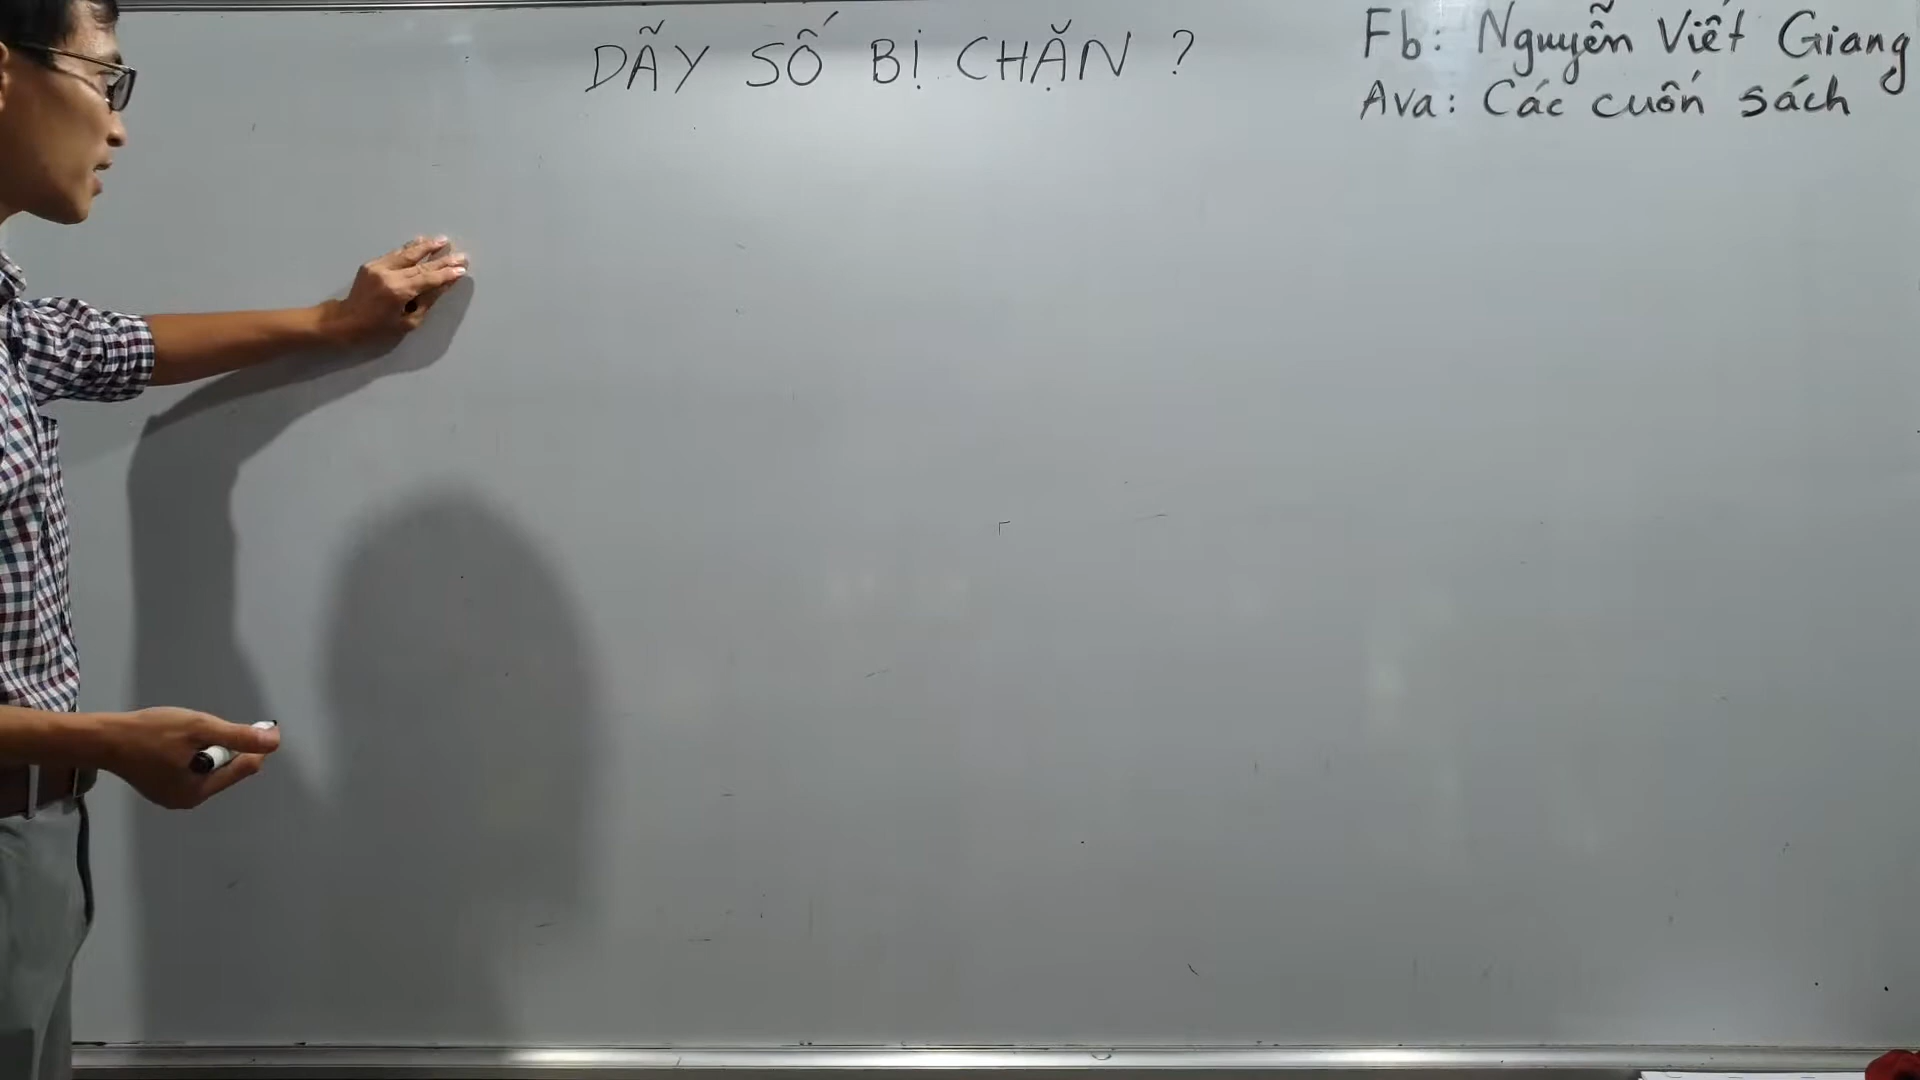 DÃY SỐ BỊ CHẶN ?
Fb: Nguyễn Viết Giang
Ava: Các cuốn sách